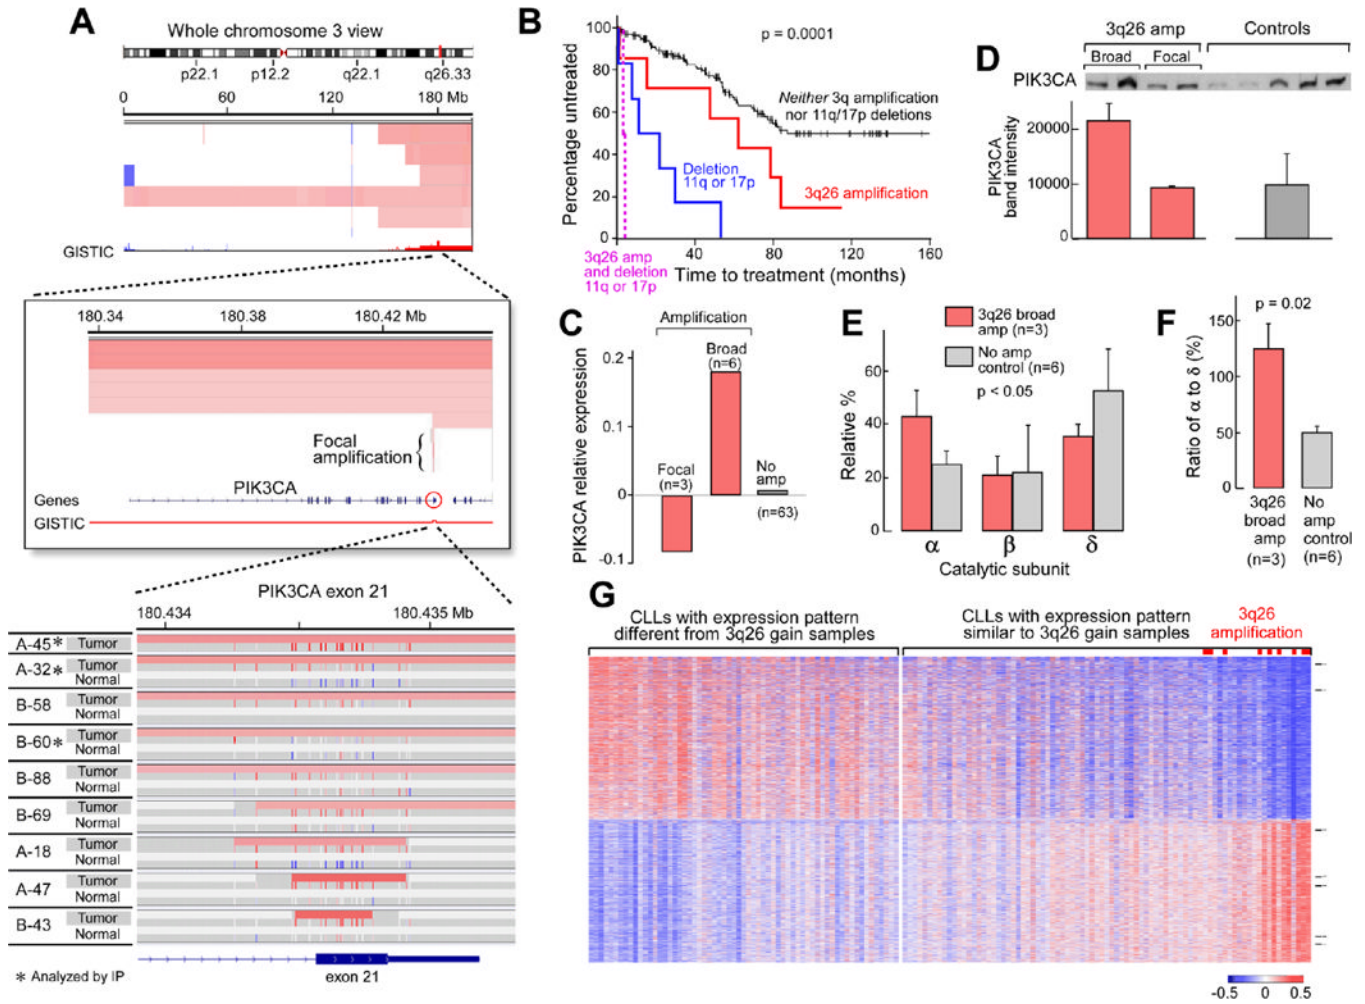 A
Whole chromosome 3 view
p22.1 p12.2 q22.1 q26.33
0 60 120 180 Mb
GISTIC
180.34 180.38 180.42
Focal
amplification
PIK3CA
Genes
GISTIC
PIK3CA exon 21
180.434 180.435 Mb
A-45* Tumor
A-32* Tumor
Normal
B-58 Tumor
Normal
B-60* Tumor
Normal
B-88 Tumor
Normal
B-69 Tumor
Normal
A-18 Tumor
Normal
A-47 Tumor
Normal
B-43 Tumor
Normal
* Analyzed by IP
exon 21
B
Percentage untreated
100
80
60
40
20
0
p = 0.0001
Neither 3q amplification
nor 11q/17p deletions
Deletion
11q or 17p
3q26 amplification
40 80 120 160
3q26 amp
and deletion
11q or 17p
Time to treatment (months)
C
PIK3CA relative expression
Amplification
0.2
0.1
0
-0.1
Broad
(n=6)
Focal
(n=3)
No
amp
(n=63)
D
3q26 amp Controls
Broad Focal
PIK3CA
PIK3CA
band intensity
20000
10000
0
E
3q26 broad
amp (n=3)
No amp
control (n=6)
p < 0.05
Relative %
60
40
20
0
α β δ
Catalytic subunit
F
p = 0.02
Ratio of α to δ (%)
150
100
50
0
3q26
broad
amp
(n=3)
No
amp
control
(n=6)
G
CLLs with expression pattern
different from 3q26 gain samples
CLLs with expression pattern
similar to 3q26 gain samples
3q26
amplification
-0.5 0 0.5